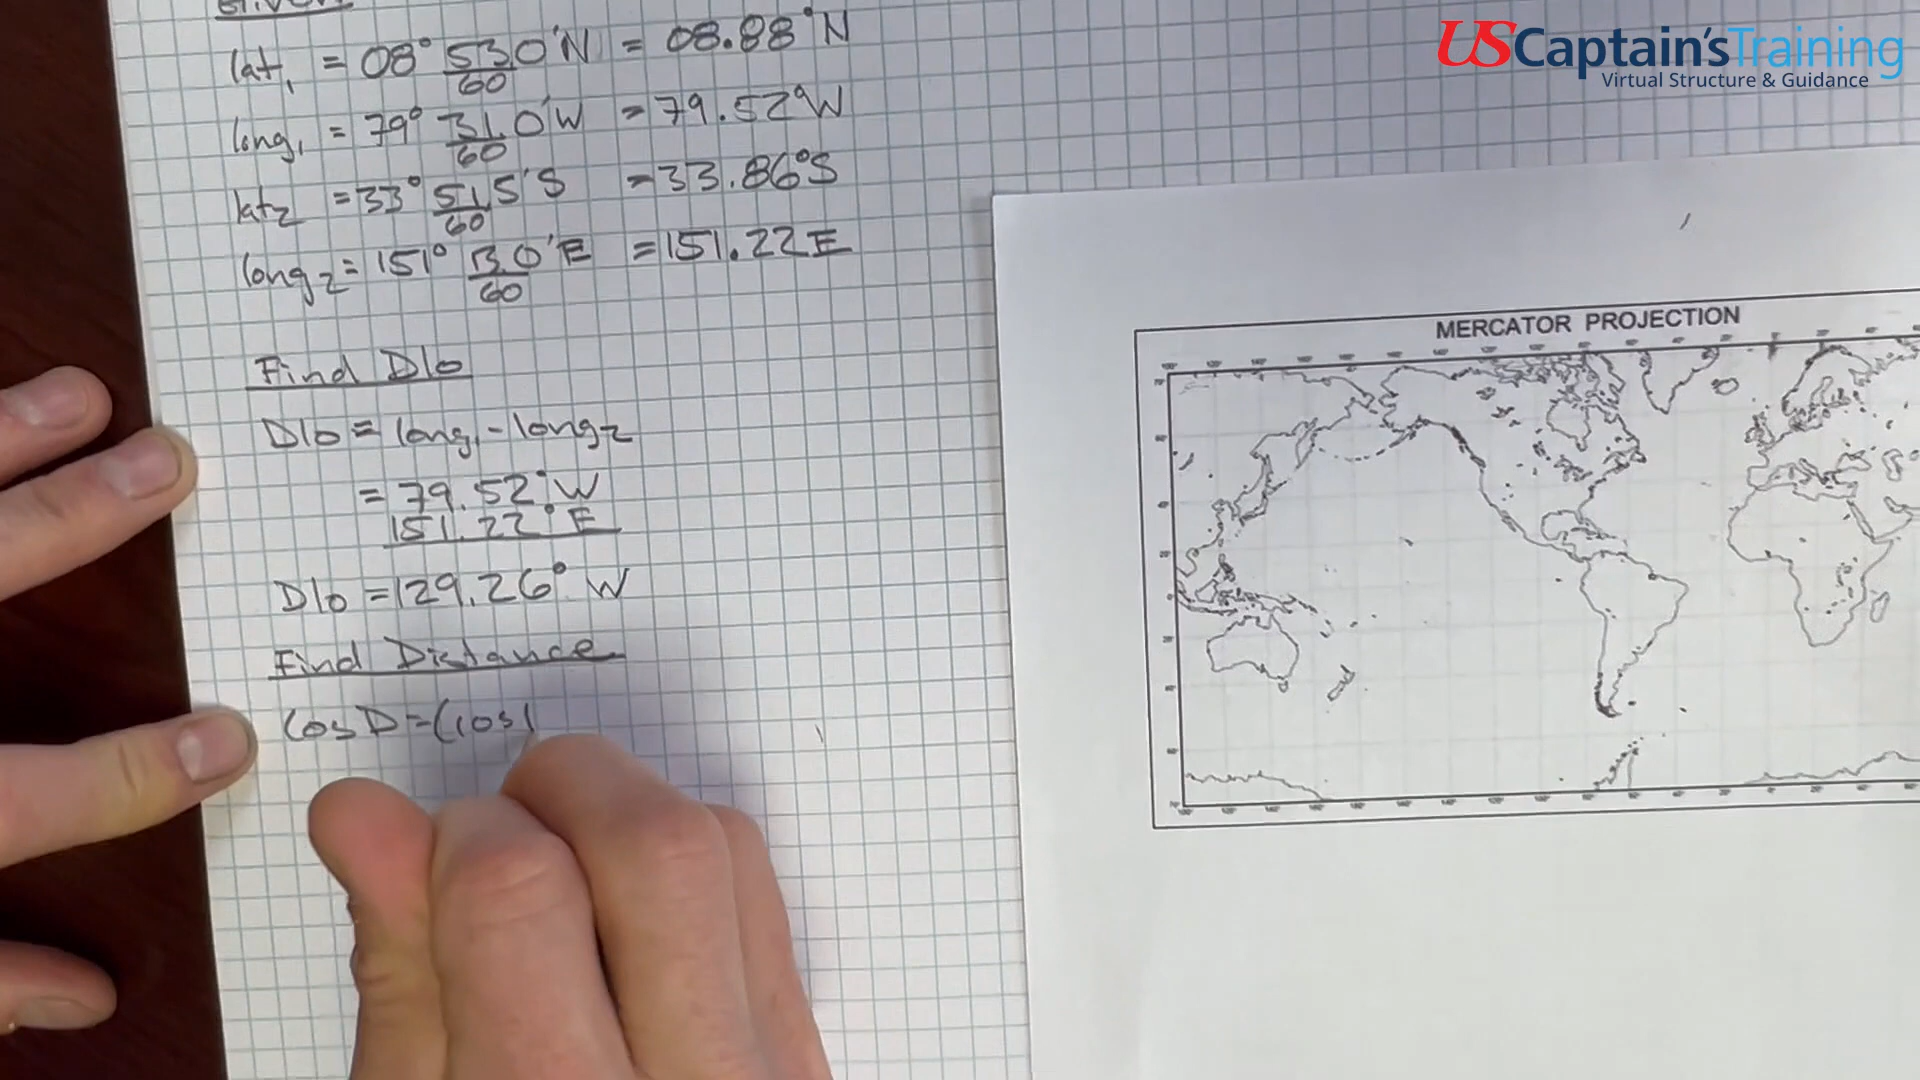 Given
lat₁ = 08° 53.0'N = 08.88°N
60
long₁ = 79° 31.0'W = 79.52°W
60
lat₂ = 33° 51.5'S = 33.86°S
60
long₂ = 151° 13.0'E = 151.22E
60
Find Dlo
Dlo = long₁ - long₂
= 79.52°W
151.22° E
Dlo = 129.26° W
Find Distance
Cos D = (cos l
USCaptain'sTraining
Virtual Structure & Guidance
MERCATOR PROJECTION